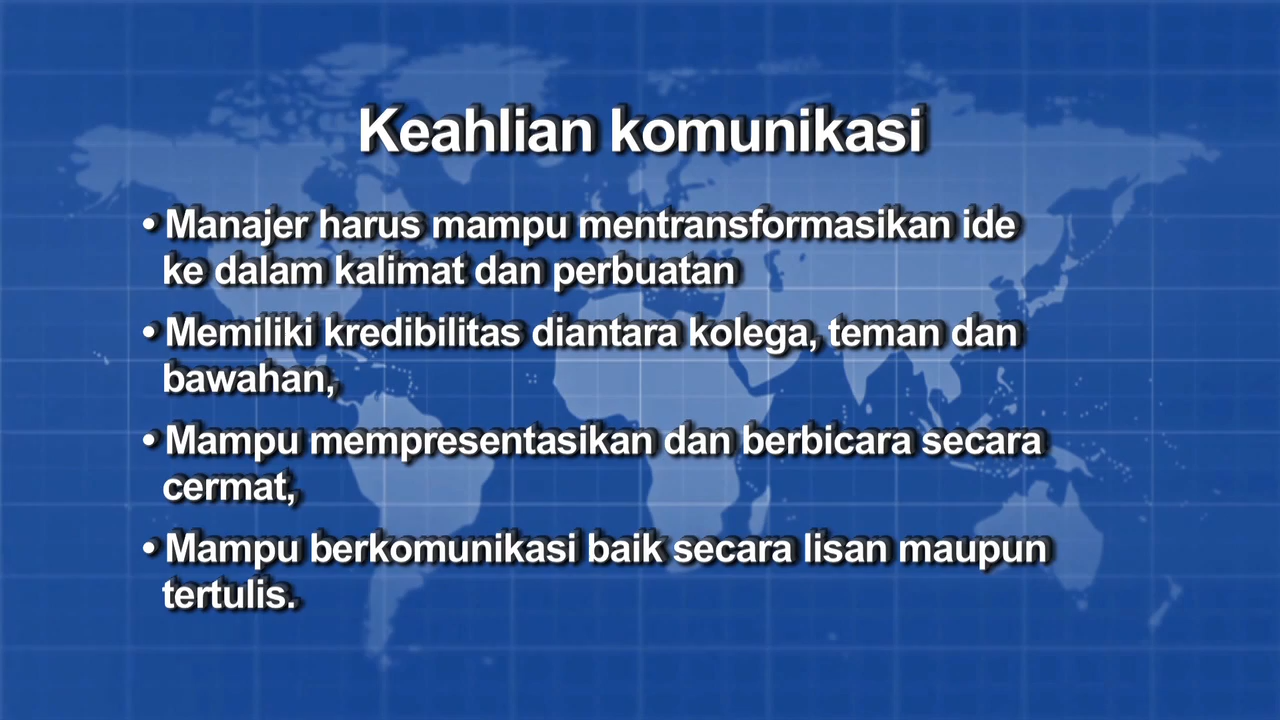 Keahlian komunikasi
• Manajer harus mampu mentransformasikan ide
ke dalam kalimat dan perbuatan
• Memiliki kredibilitas diantara kolega, teman dan
bawahan,
• Mampu mempresentasikan dan berbicara secara
cermat,
• Mampu berkomunikasi baik secara lisan maupun
tertulis.